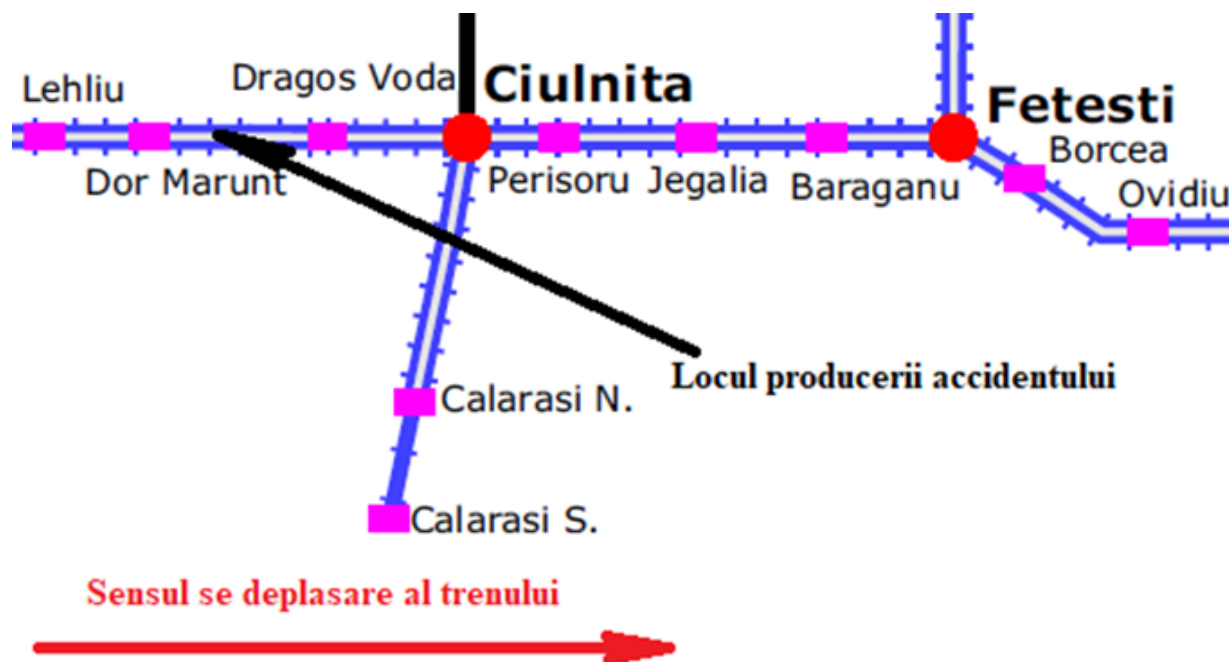 Lehliu
Dragos Voda
Ciulnita
Fetesti
Dor Marunt
Perisoru
Jegalia
Baraganu
Borcea
Ovidiu
Locul producerii accidentului
Calarasi N.
Calarasi S.
Sensul se deplasare al trenului